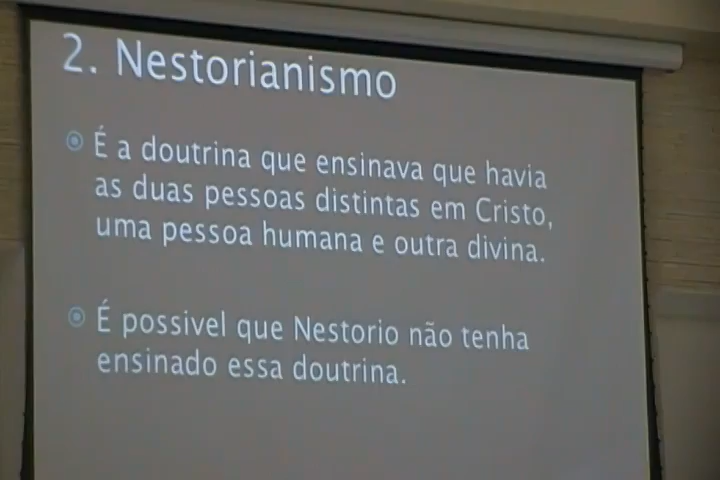 2. Nestorianismo
É a doutrina que ensinava que havia
as duas pessoas distintas em Cristo,
uma pessoa humana e outra divina.
É possivel que Nestorio não tenha
ensinado essa doutrina.